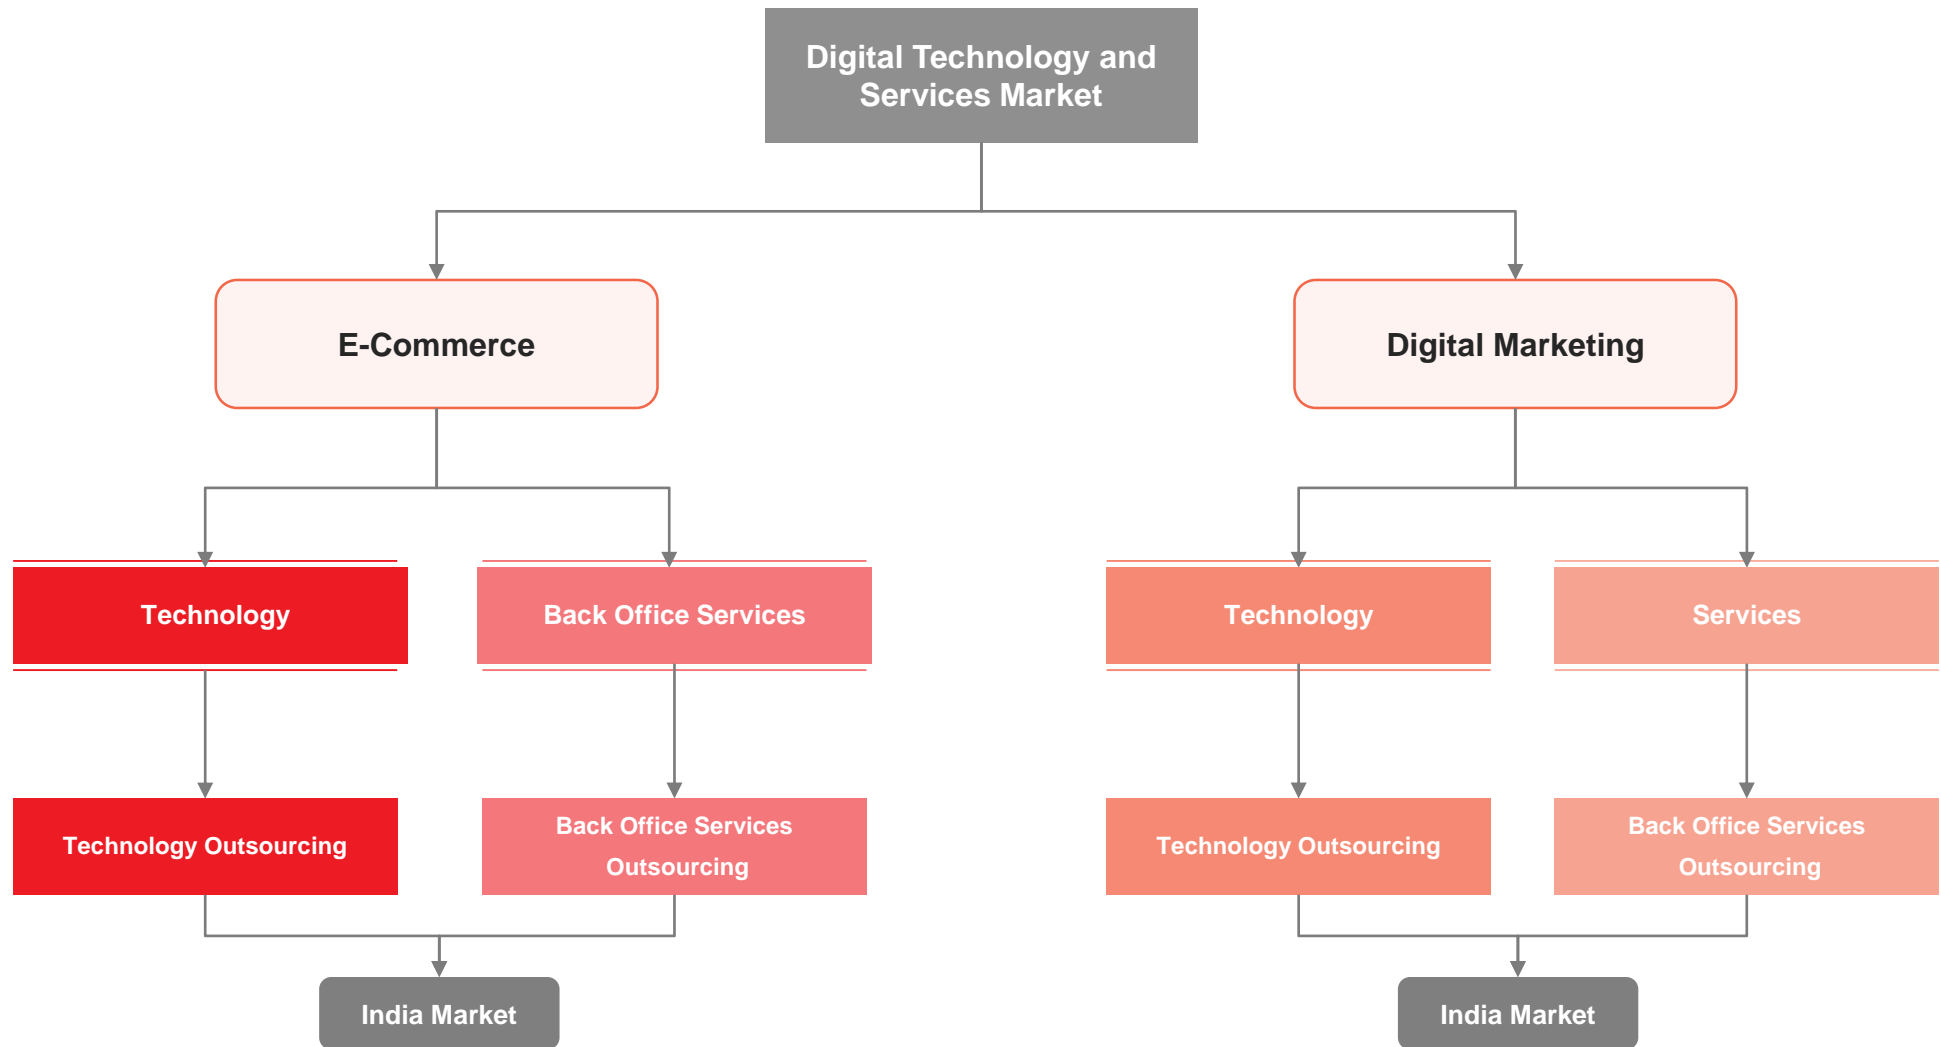 Digital Technology and
Services Market
E-Commerce
Digital Marketing
Technology
Back Office Services
Technology
Services
Technology Outsourcing
Back Office Services
Outsourcing
Technology Outsourcing
Back Office Services
Outsourcing
India Market
India Market